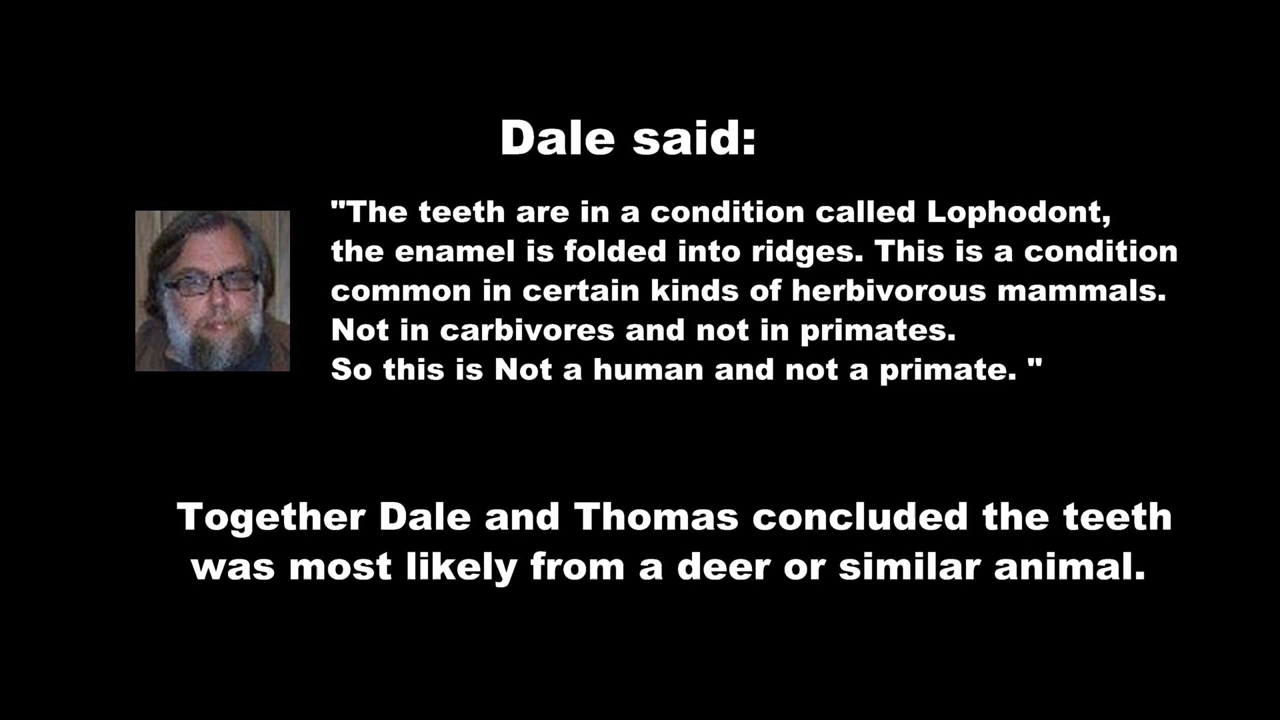 Dale said:
"The teeth are in a condition called Lophodont,
the enamel is folded into ridges. This is a condition
common in certain kinds of herbivorous mammals.
Not in carbivores and not in primates.
So this is Not a human and not a primate. "
Together Dale and Thomas concluded the teeth
was most likely from a deer or similar animal.